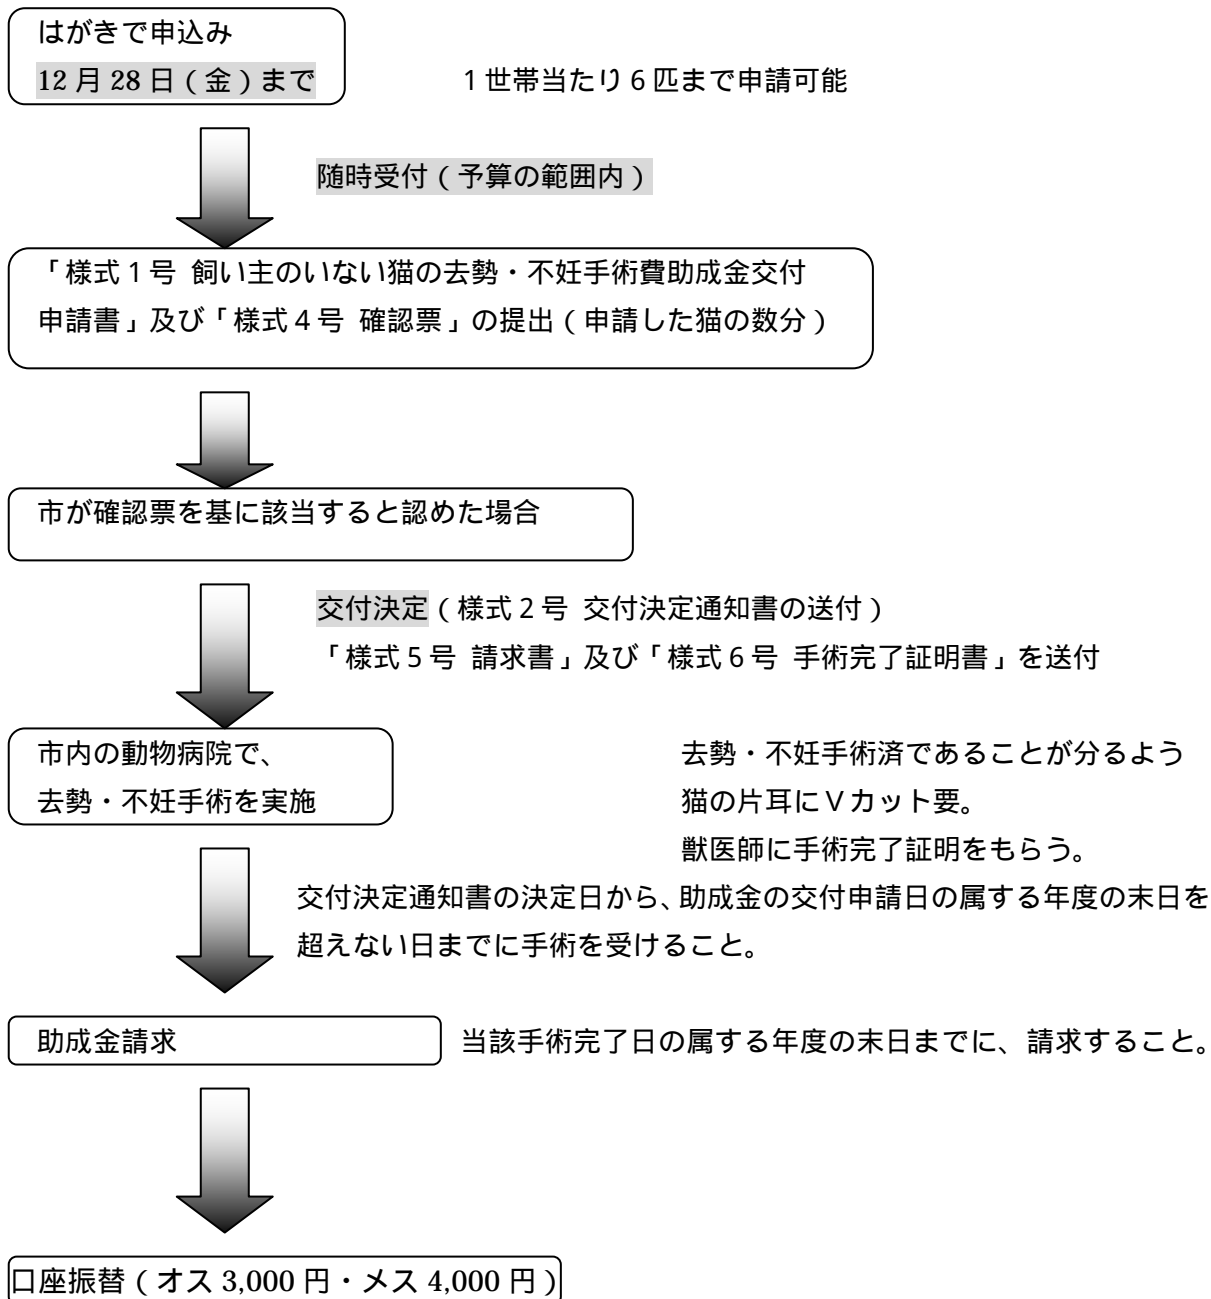 はがきで申込み
12月28日(金)まで
1世帯当たり6匹まで申請可能
随時受付(予算の範囲内)
「様式1号 飼い主のいない猫の去勢・不妊手術費助成金交付
申請書」及び「様式4号 確認票」の提出(申請した猫の数分)
市が確認票を基に該当すると認めた場合
交付決定(様式2号 交付決定通知書の送付)
「様式5号 請求書」及び「様式6号 手術完了証明書」を送付
市内の動物病院で、
去勢・不妊手術を実施
去勢・不妊手術済であることが分るよう
猫の片耳にVカット要。
獣医師に手術完了証明をもらう。
交付決定通知書の決定日から、助成金の交付申請日の属する年度の末日を
超えない日までに手術を受けること。
助成金請求
当該手術完了日の属する年度の末日までに、請求すること。
口座振替(オス3,000円・メス4,000円)